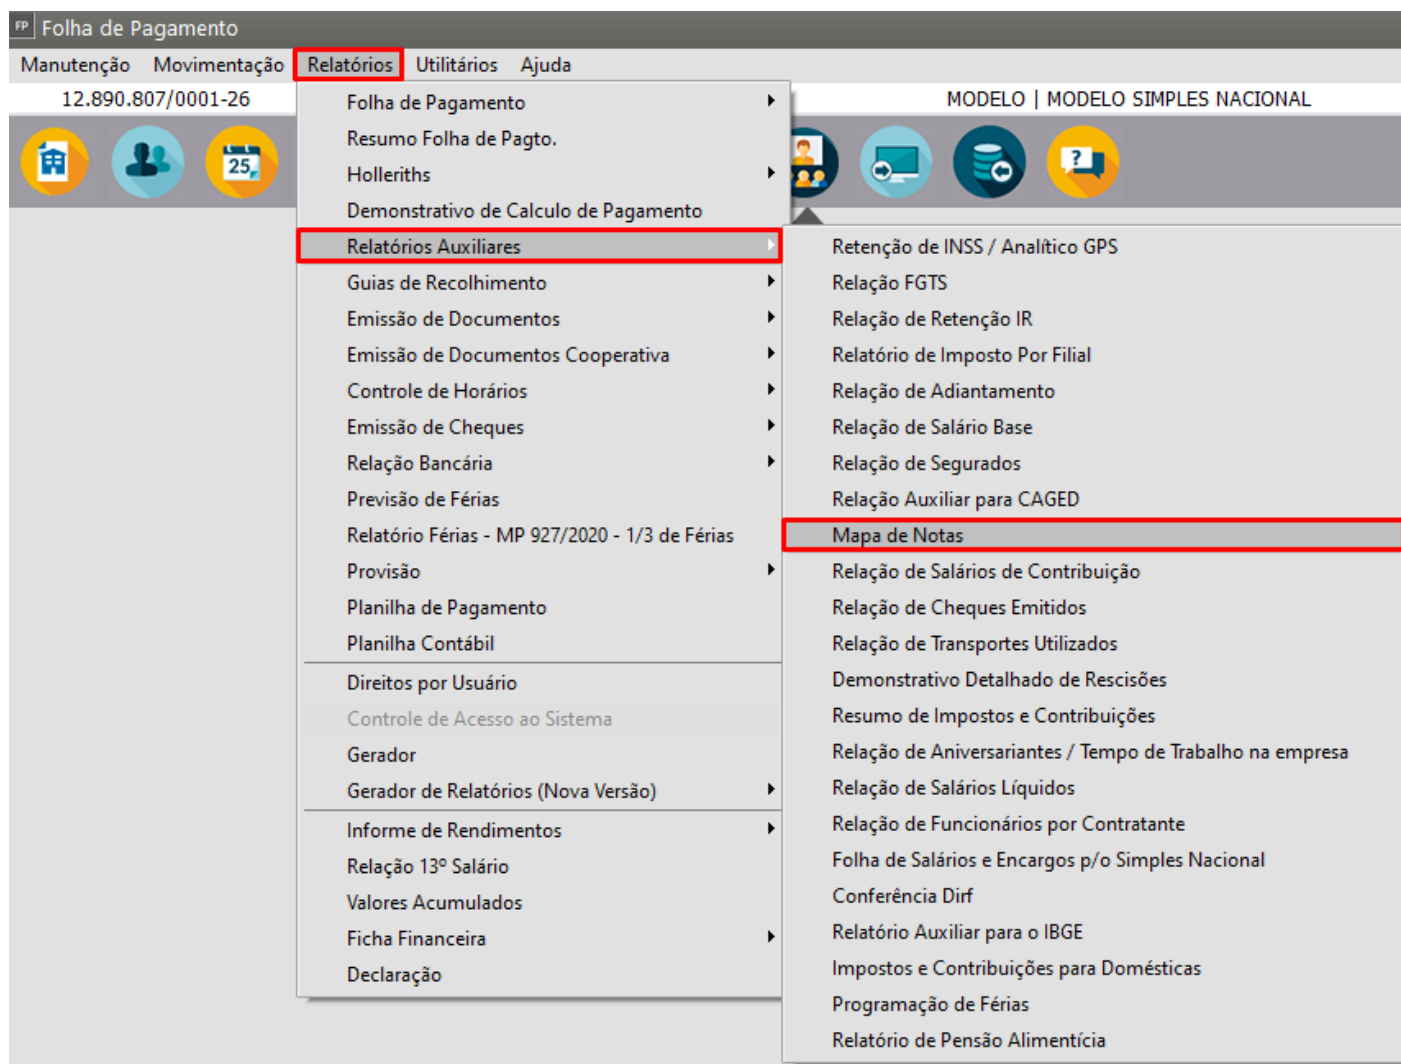 FP Folha de Pagamento
Manutenção Movimentação Relatórios Utilitários Ajuda
12.890.807/0001-26 MODELO | MODELO SIMPLES NACIONAL
25
?
Folha de Pagamento
Resumo Folha de Pagto.
Holleriths
Demonstrativo de Calculo de Pagamento
Relatórios Auxiliares
Guias de Recolhimento
Emissão de Documentos
Emissão de Documentos Cooperativa
Controle de Horários
Emissão de Cheques
Relação Bancária
Previsão de Férias
Relatório Férias - MP 927/2020 - 1/3 de Férias
Provisão
Planilha de Pagamento
Planilha Contábil
Direitos por Usuário
Controle de Acesso ao Sistema
Gerador
Gerador de Relatórios (Nova Versão)
Informe de Rendimentos
Relação 13º Salário
Valores Acumulados
Ficha Financeira
Declaração
Retenção de INSS / Analítico GPS
Relação FGTS
Relação de Retenção IR
Relatório de Imposto Por Filial
Relação de Adiantamento
Relação de Salário Base
Relação de Segurados
Relação Auxiliar para CAGED
Mapa de Notas
Relação de Salários de Contribuição
Relação de Cheques Emitidos
Relação de Transportes Utilizados
Demonstrativo Detalhado de Rescisões
Resumo de Impostos e Contribuições
Relação de Aniversariantes / Tempo de Trabalho na empresa
Relação de Salários Líquidos
Relação de Funcionários por Contratante
Folha de Salários e Encargos p/o Simples Nacional
Conferência Dirf
Relatório Auxiliar para o IBGE
Impostos e Contribuições para Domésticas
Programação de Férias
Relatório de Pensão Alimentícia